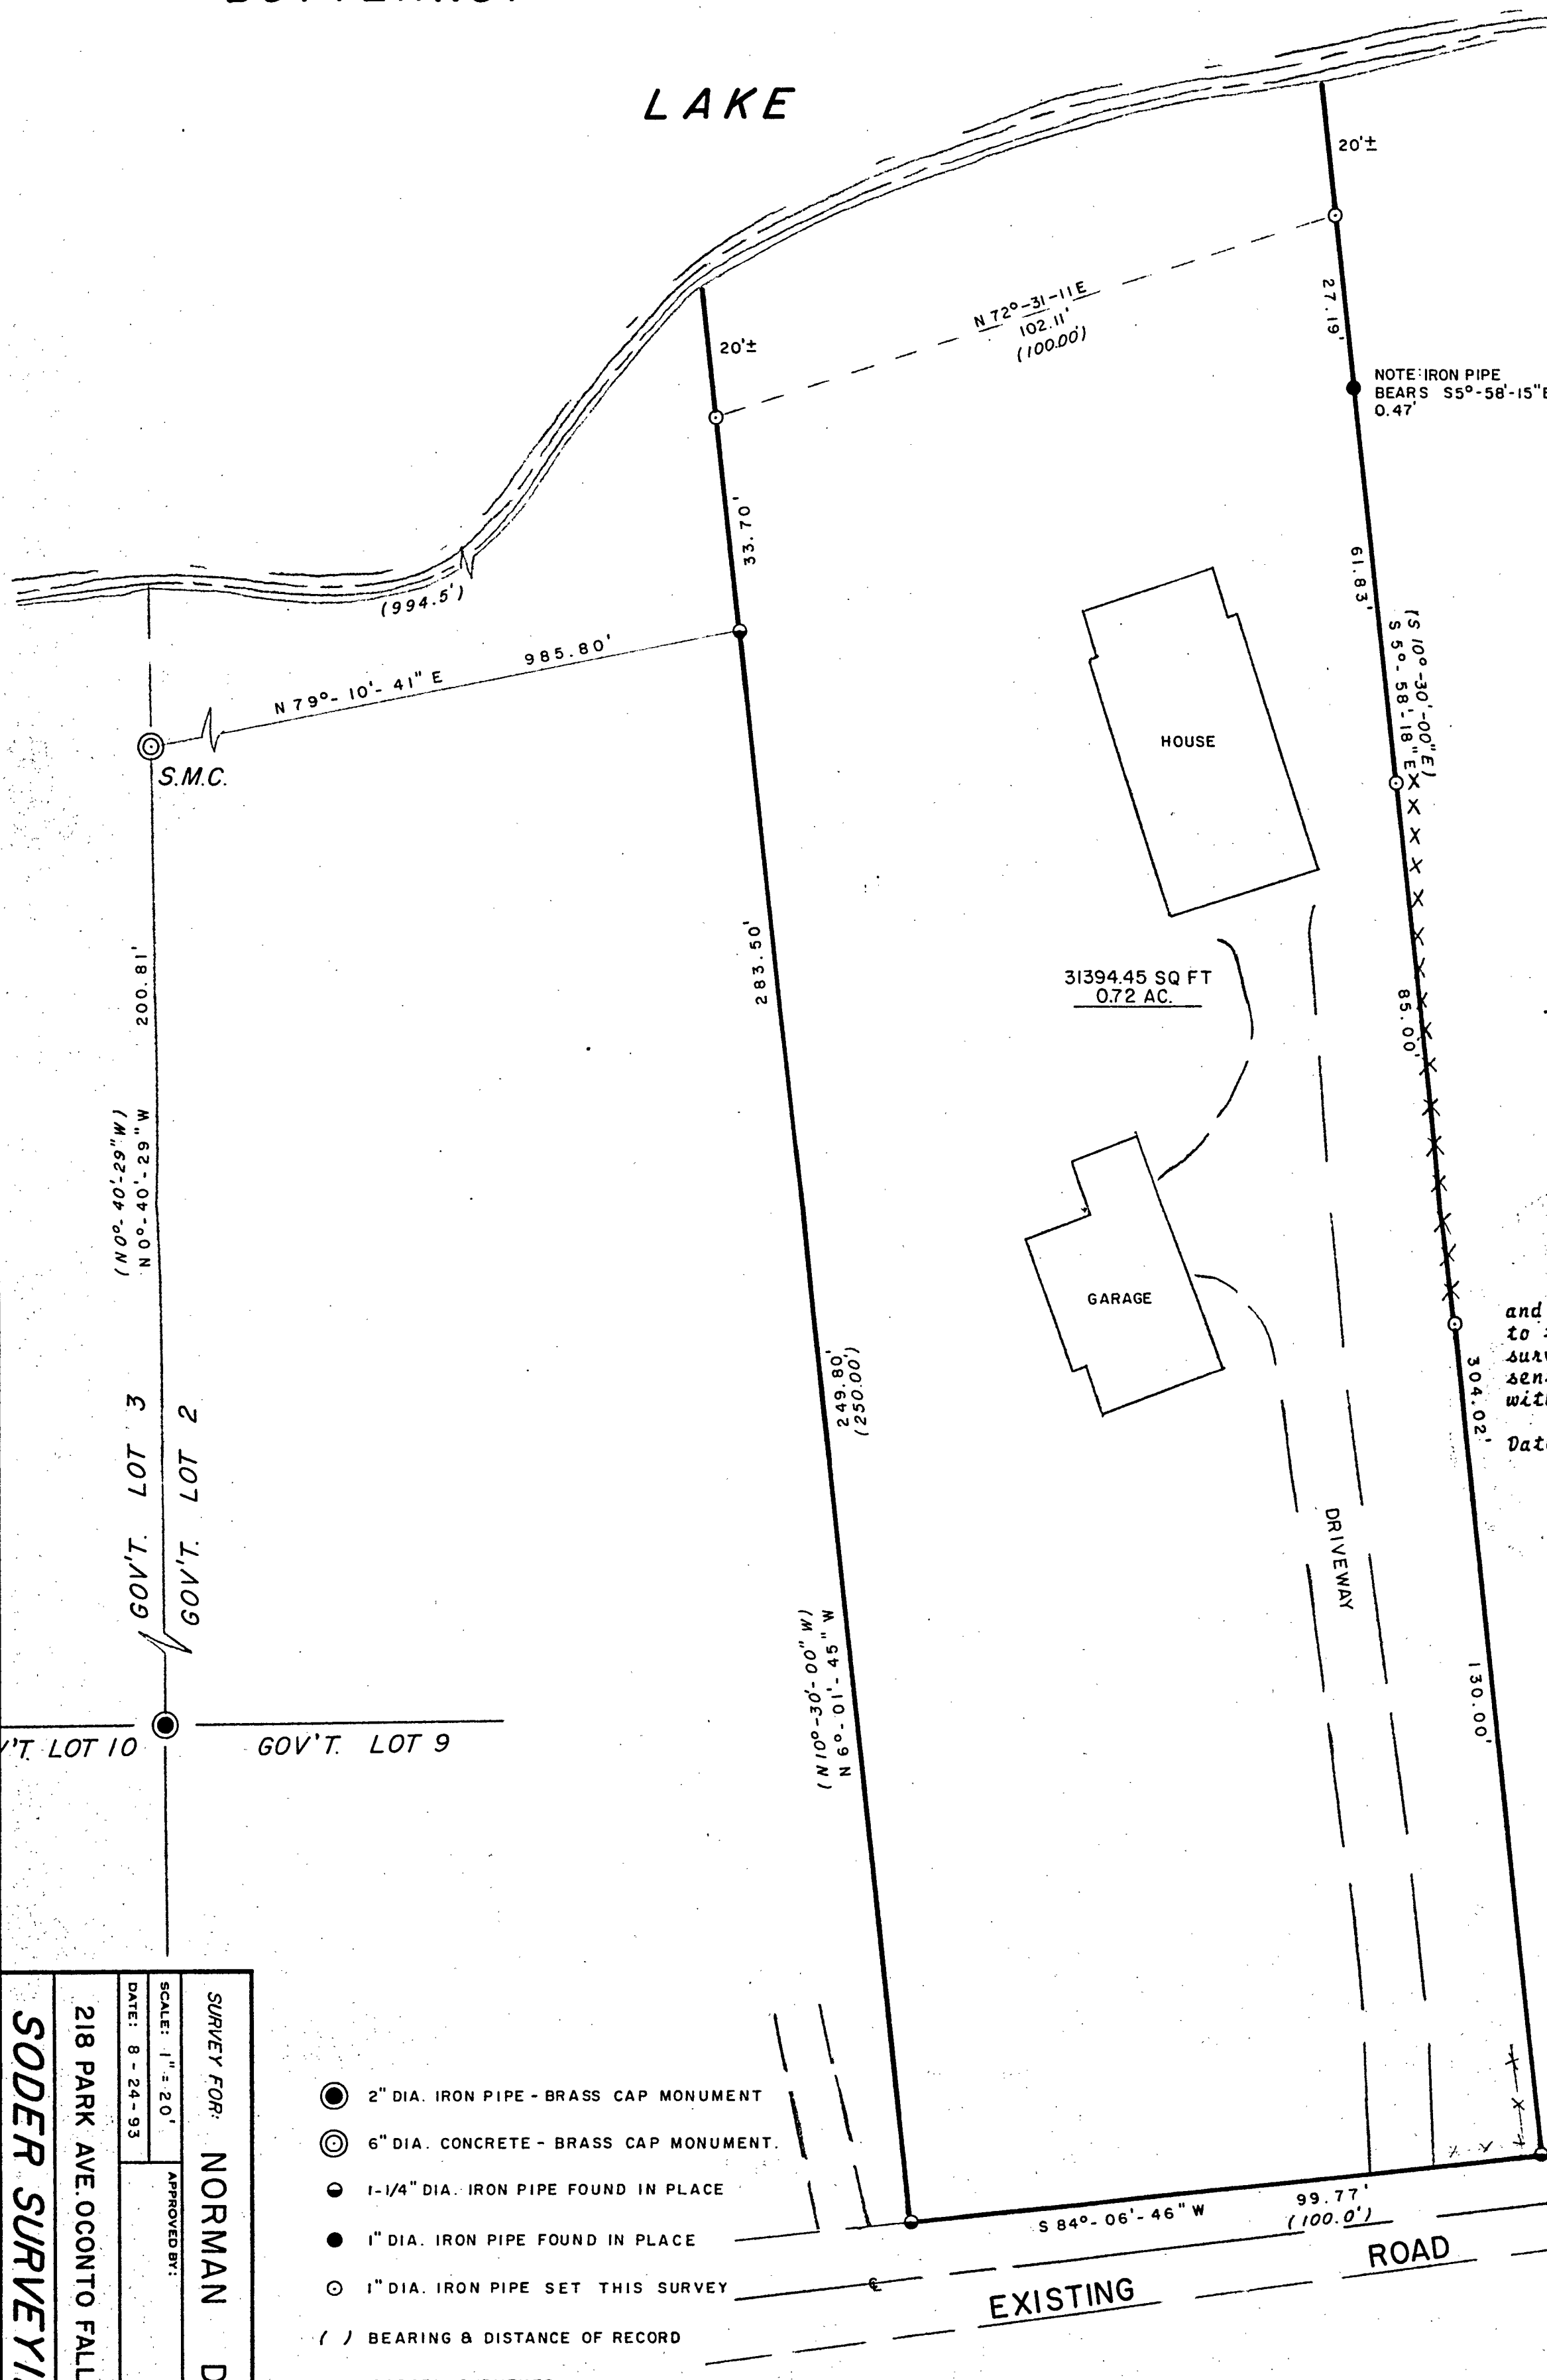 LAKE
20'±
N 72°-31-11E
102.11'
(100.00')
27.19'
20'±
NOTE: IRON PIPE
BEARS S5°-58'-15"E
0.47'
33.70'
(994.5')
985.80'
N 79°- 10'- 41" E
S.M.C.
61.83'
(S 10°-30'-00"E)
S 5°-58'-18"E
HOUSE
283.50'
200.81'
31394.45 SQ FT
0.72 AC.
85.00'
(N 0°- 40'-29" W)
N 0°- 40'- 29" W
GARAGE
and
to
sen
with
304.02'
249.80'
(250.00')
GOV'T. LOT 3
GOV'T. LOT 2
DRIVEWAY
(N 10°-30'- 00" W)
N 6°- 01'- 45" W
130.00'
'T. LOT 10
GOV'T. LOT 9
SURVEY FOR: NORMAN D
SCALE: 1" = 20'
APPROVED BY:
DATE: 8 - 24 - 93
218 PARK AVE. OCONTO FALL
SODER SURVEYI
2" DIA. IRON PIPE - BRASS CAP MONUMENT
6" DIA. CONCRETE - BRASS CAP MONUMENT.
1-1/4" DIA. IRON PIPE FOUND IN PLACE
1" DIA. IRON PIPE FOUND IN PLACE
1" DIA. IRON PIPE SET THIS SURVEY
( ) BEARING & DISTANCE OF RECORD
S 84°- 06'- 46" W
99.77'
(100.0')
EXISTING ROAD